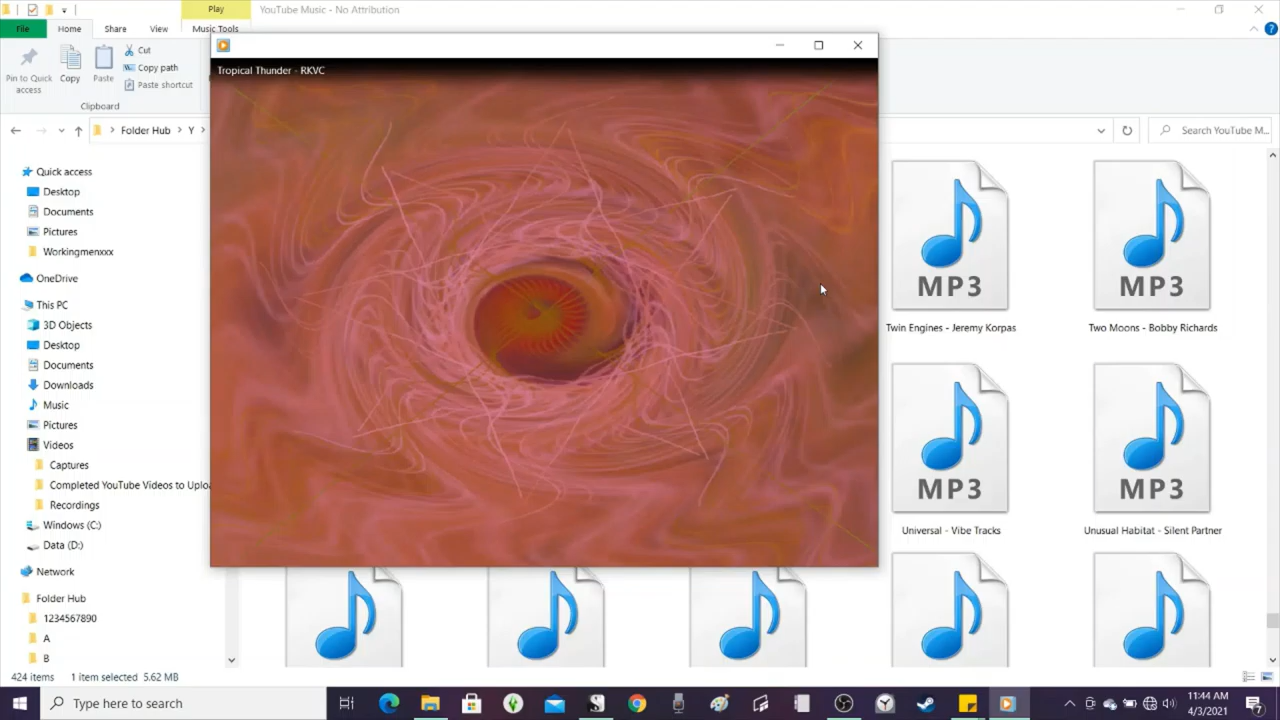 Play
YouTube Music - No Attribution
File
Home
Share
View
Music Tools
Pin to Quick access
Copy
Paste
Cut
Copy path
Paste shortcut
Clipboard
Folder Hub
Y
Search YouTube M...
Tropical Thunder - RKVC
Quick access
Desktop
Documents
Pictures
Workingmenxxx
OneDrive
This PC
3D Objects
Desktop
Documents
Downloads
Music
Pictures
Videos
Captures
Completed YouTube Videos to Uplo
Recordings
Windows (C:)
Data (D:)
Network
Folder Hub
1234567890
A
B
MP3
MP3
Twin Engines - Jeremy Korpas
Two Moons - Bobby Richards
MP3
MP3
Universal - Vibe Tracks
Unusual Habitat - Silent Partner
424 items
1 item selected 5.62 MB
Type here to search
11:44 AM
4/3/2021
7